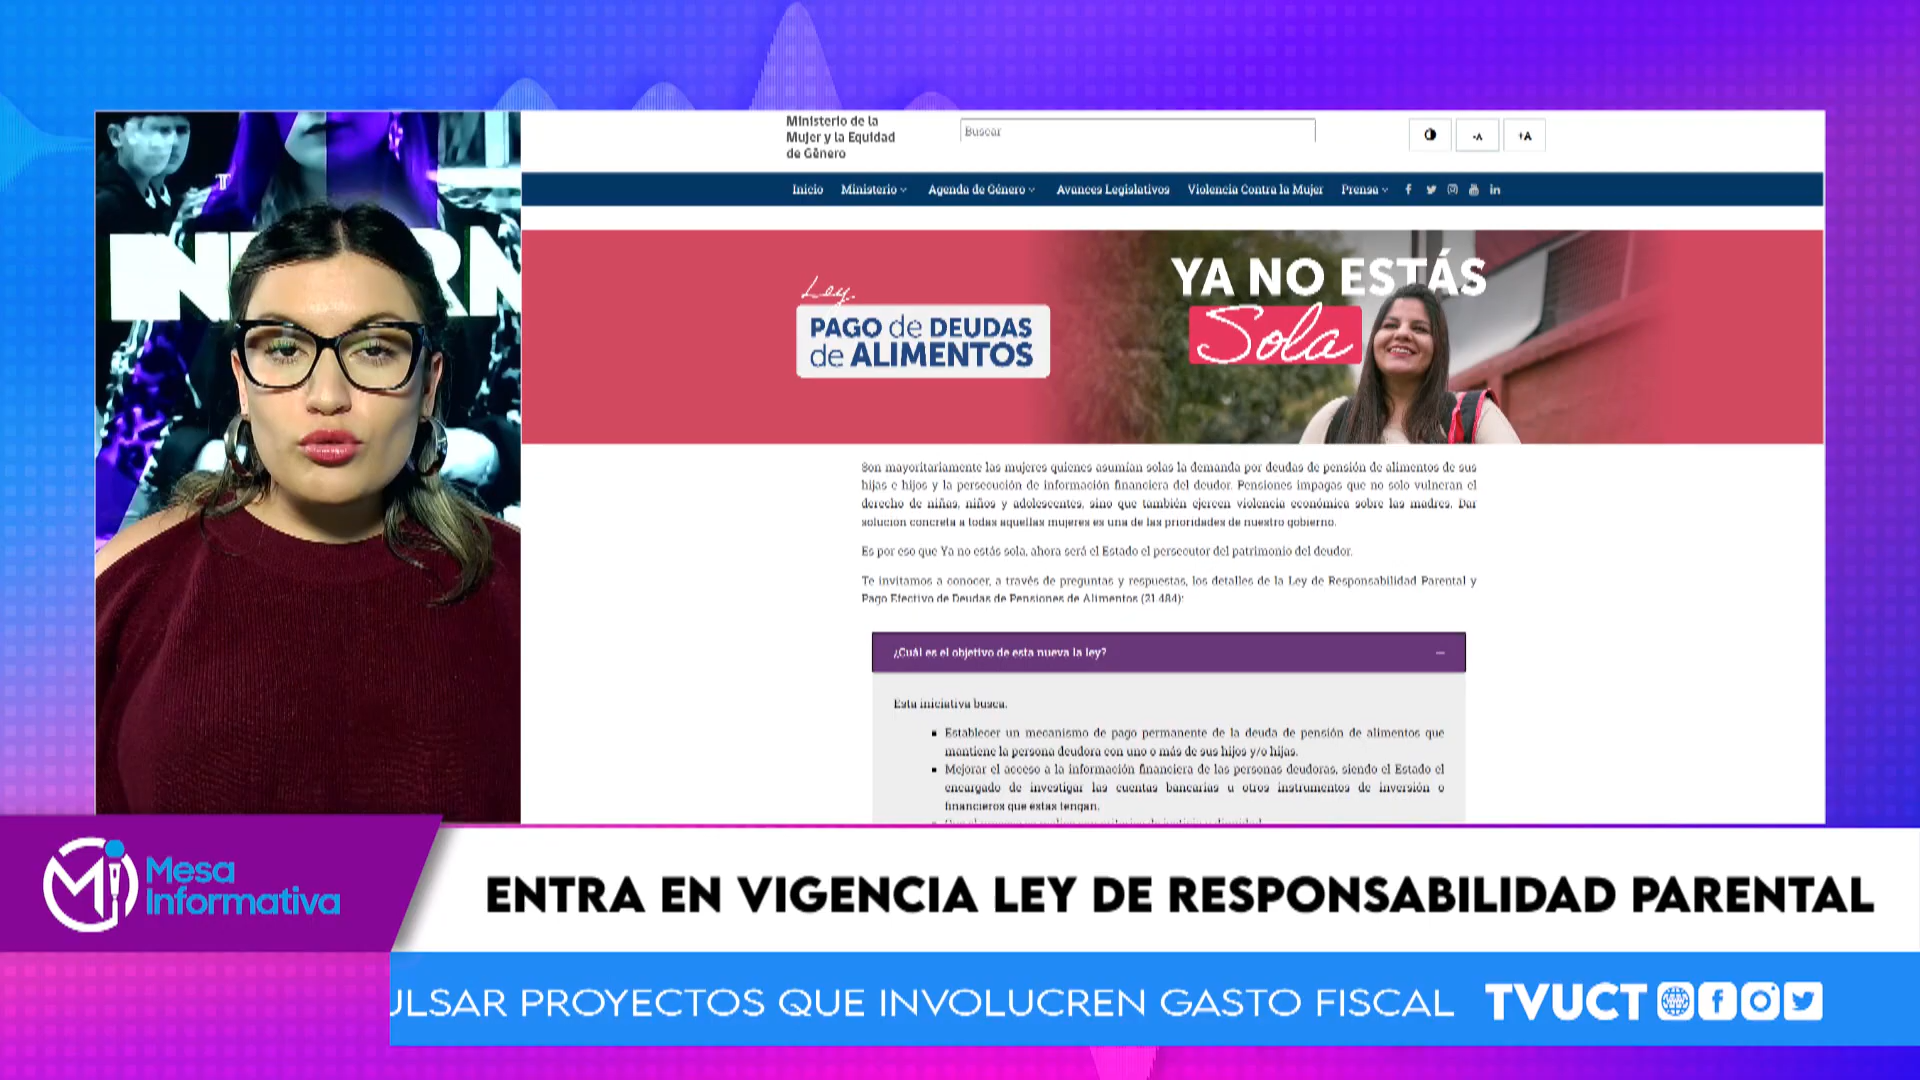 INFORM
Ministerio de la
Mujer y la Equidad
de Género
Buscar
-A
+A
Inicio
Ministerio
Agenda de Género
Avances Legislativos
Violencia Contra la Mujer
Prensa
Ley
PAGO de DEUDAS
de ALIMENTOS
YA NO ESTÁS
Sola
Son mayoritariamente las mujeres quienes asumían solas la demanda por deudas de pensión de alimentos de sus
hijas e hijos y la persecución de información financiera del deudor. Pensiones impagas que no solo vulneran el
derecho de niñas, niños y adolescentes, sino que también ejercen violencia económica sobre las madres. Dar
solución concreta a todas aquellas mujeres es una de las prioridades de nuestro gobierno.
Es por eso que Ya no estás sola, ahora será el Estado el persecutor del patrimonio del deudor.
Te invitamos a conocer, a través de preguntas y respuestas, los detalles de la Ley de Responsabilidad Parental y
Pago Efectivo de Deudas de Pensiones de Alimentos (21.484):
¿Cuál es el objetivo de esta nueva la ley?
Esta iniciativa busca.
Establecer un mecanismo de pago permanente de la deuda de pensión de alimentos que
mantiene la persona deudora con uno o más de sus hijos y/o hijas.
Mejorar el acceso a la información financiera de las personas deudoras, siendo el Estado el
encargado de investigar las cuentas bancarias u otros instrumentos de inversión o
financieros que éstas tengan.
Mesa
Informativa
ENTRA EN VIGENCIA LEY DE RESPONSABILIDAD PARENTAL
ULSAR PROYECTOS QUE INVOLUCREN GASTO FISCAL
TVUCT